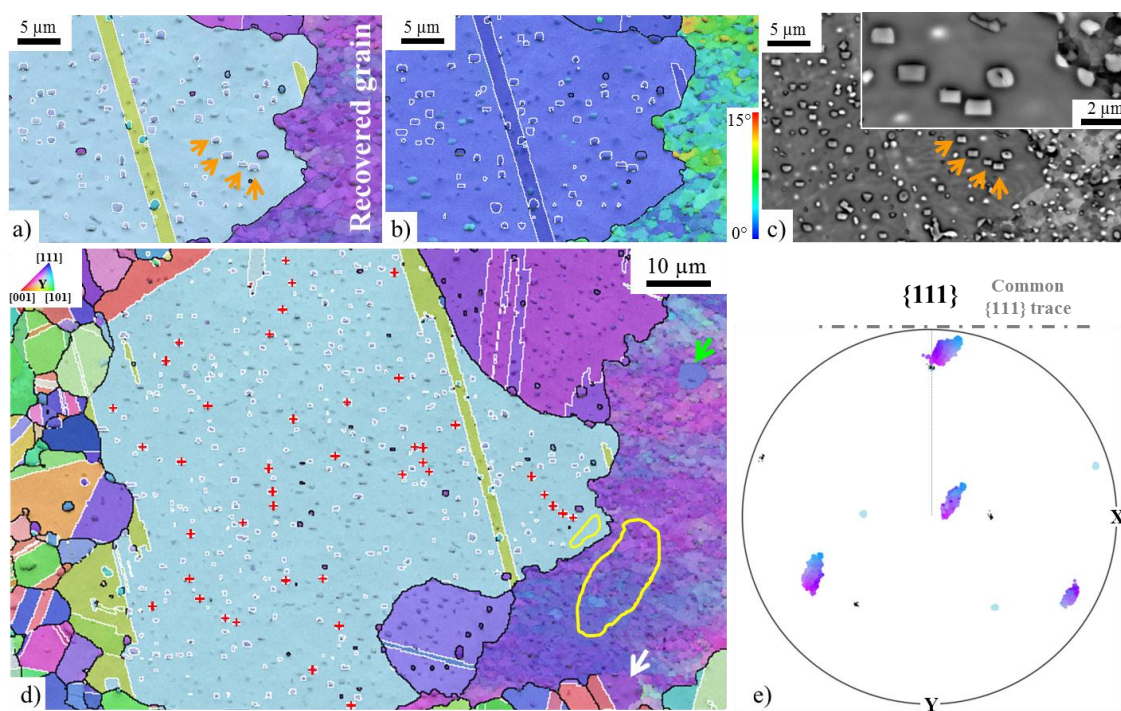 5 µm
Recovered grain
a)
5 µm
b)
15°
0°
5 µm
2 µm
c)
[111]
Y
[001] [101]
10 µm
d)
{111}
Common
{111} trace
X
Y
e)